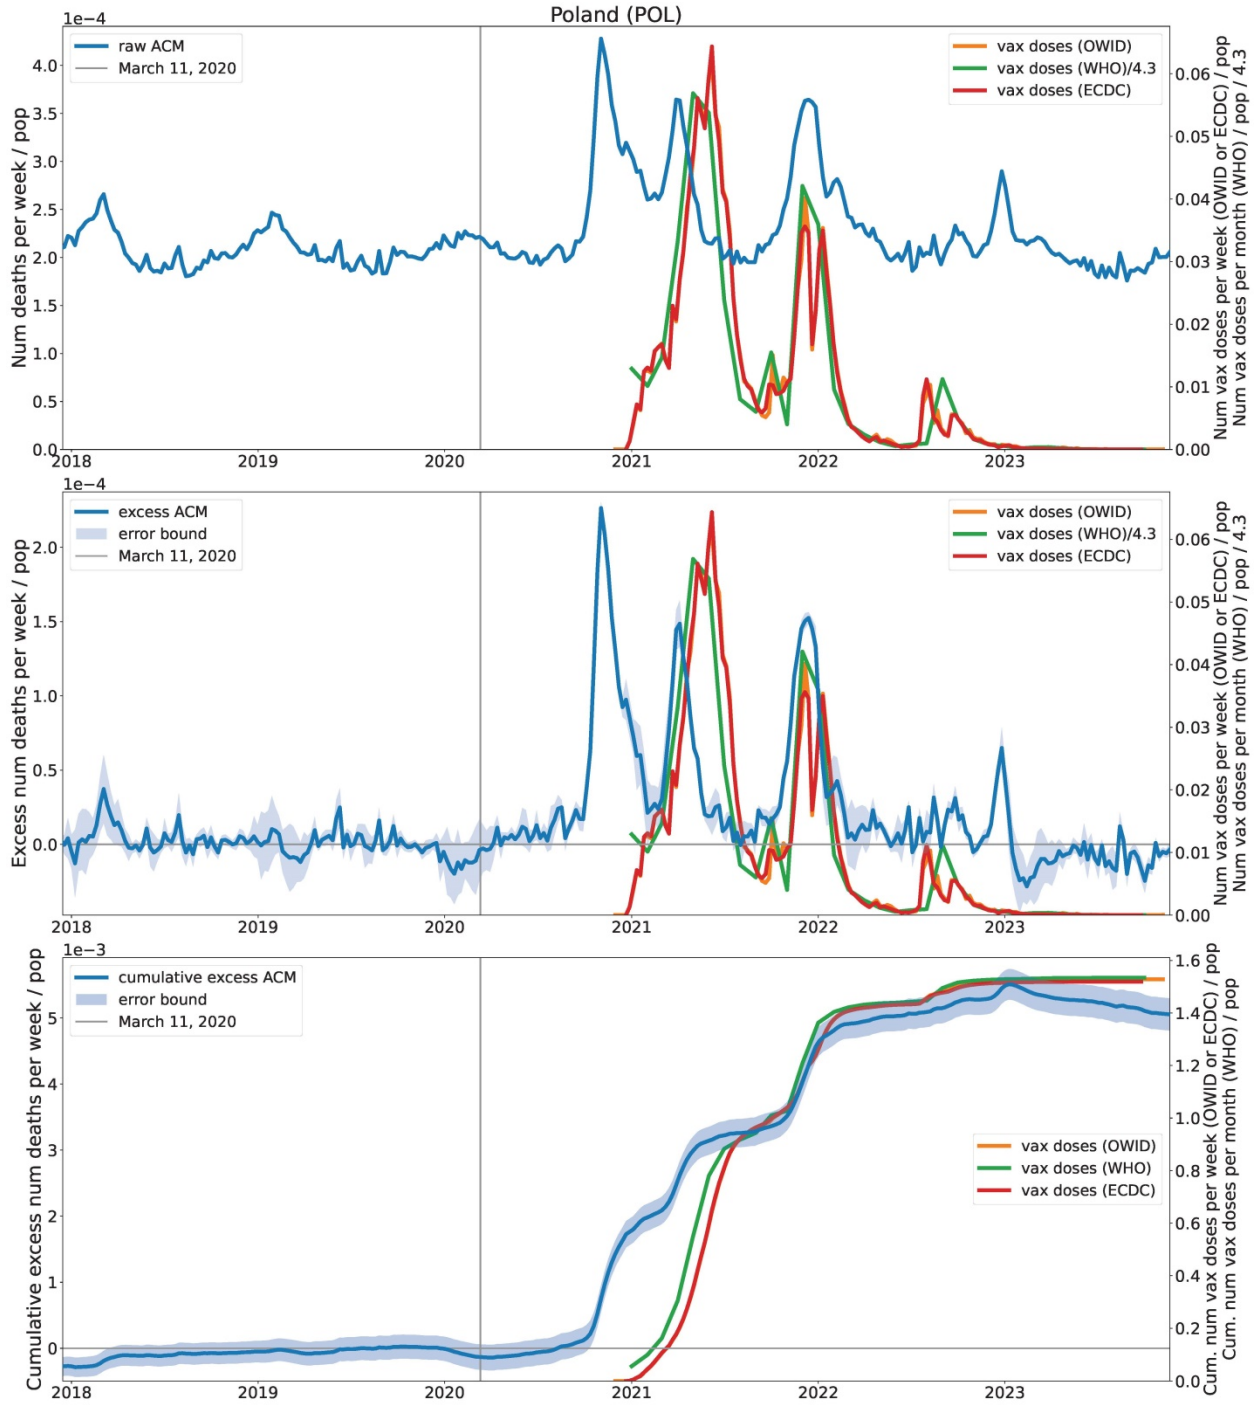 Poland (POL)
1e−4
raw ACM
March 11, 2020
vax doses (OWID)
vax doses (WHO)/4.3
vax doses (ECDC)
Num deaths per week / pop
4.0
3.5
3.0
2.5
2.0
1.5
1.0
0.5
0.0
0.06
0.05
0.04
0.03
0.02
0.01
0.00
Num vax doses per week (OWID or ECDC) / pop
Num vax doses per month (WHO) / pop / 4.3
2018 2019 2020 2021 2022 2023
1e−4
excess ACM
error bound
March 11, 2020
vax doses (OWID)
vax doses (WHO)/4.3
vax doses (ECDC)
Excess num deaths per week / pop
2.0
1.5
1.0
0.5
0.0
0.06
0.05
0.04
0.03
0.02
0.01
0.00
Num vax doses per week (OWID or ECDC) / pop
Num vax doses per month (WHO) / pop / 4.3
2018 2019 2020 2021 2022 2023
1e−3
cumulative excess ACM
error bound
March 11, 2020
vax doses (OWID)
vax doses (WHO)
vax doses (ECDC)
Cumulative excess num deaths per week / pop
5
4
3
2
1
0
1.6
1.4
1.2
1.0
0.8
0.6
0.4
0.2
0.0
Cum. num vax doses per week (OWID or ECDC) / pop
Cum. num vax doses per month (WHO) / pop
2018 2019 2020 2021 2022 2023